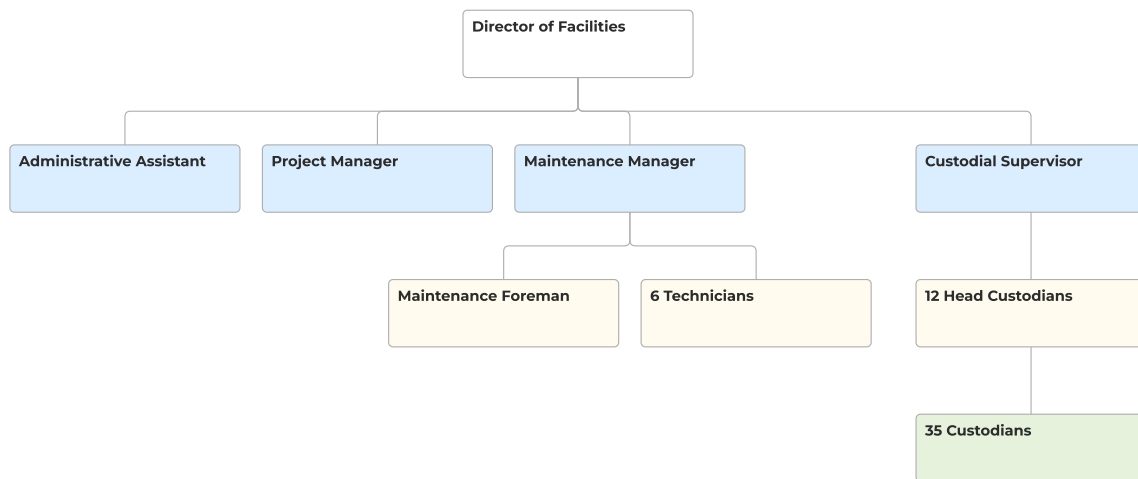 Director of Facilities
Administrative Assistant
Project Manager
Maintenance Manager
Custodial Supervisor
Maintenance Foreman
6 Technicians
12 Head Custodians
35 Custodians